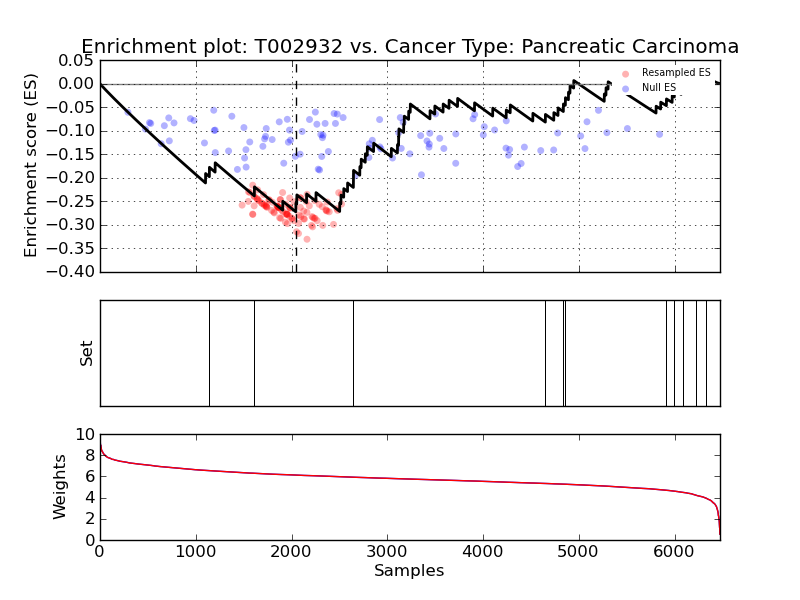 Enrichment plot: T002932 vs. Cancer Type: Pancreatic Carcinoma
Enrichment score (ES)
0.05
0.00
−0.05
−0.10
−0.15
−0.20
−0.25
−0.30
−0.35
−0.40
Resampled ES
Null ES
Set
Weights
10
8
6
4
2
0
0 1000 2000 3000 4000 5000 6000
Samples